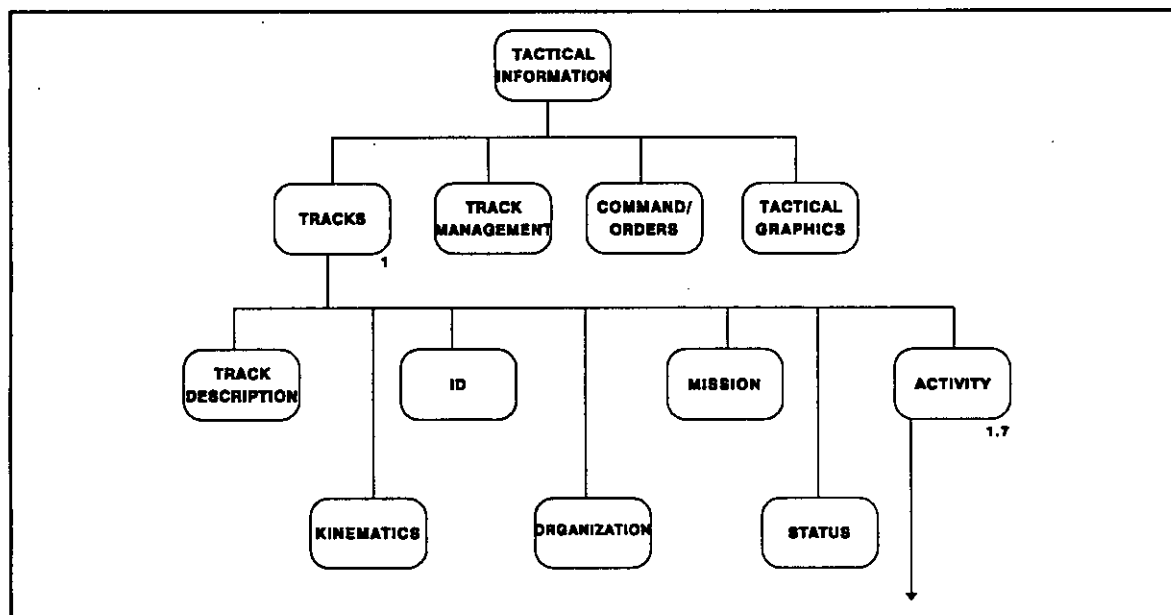 TACTICAL
INFORMATION
TRACKS
1
TRACK
MANAGEMENT
COMMAND/
ORDERS
TACTICAL
GRAPHICS
TRACK
DESCRIPTION
ID
MISSION
ACTIVITY
1.7
KINEMATICS
ORGANIZATION
STATUS